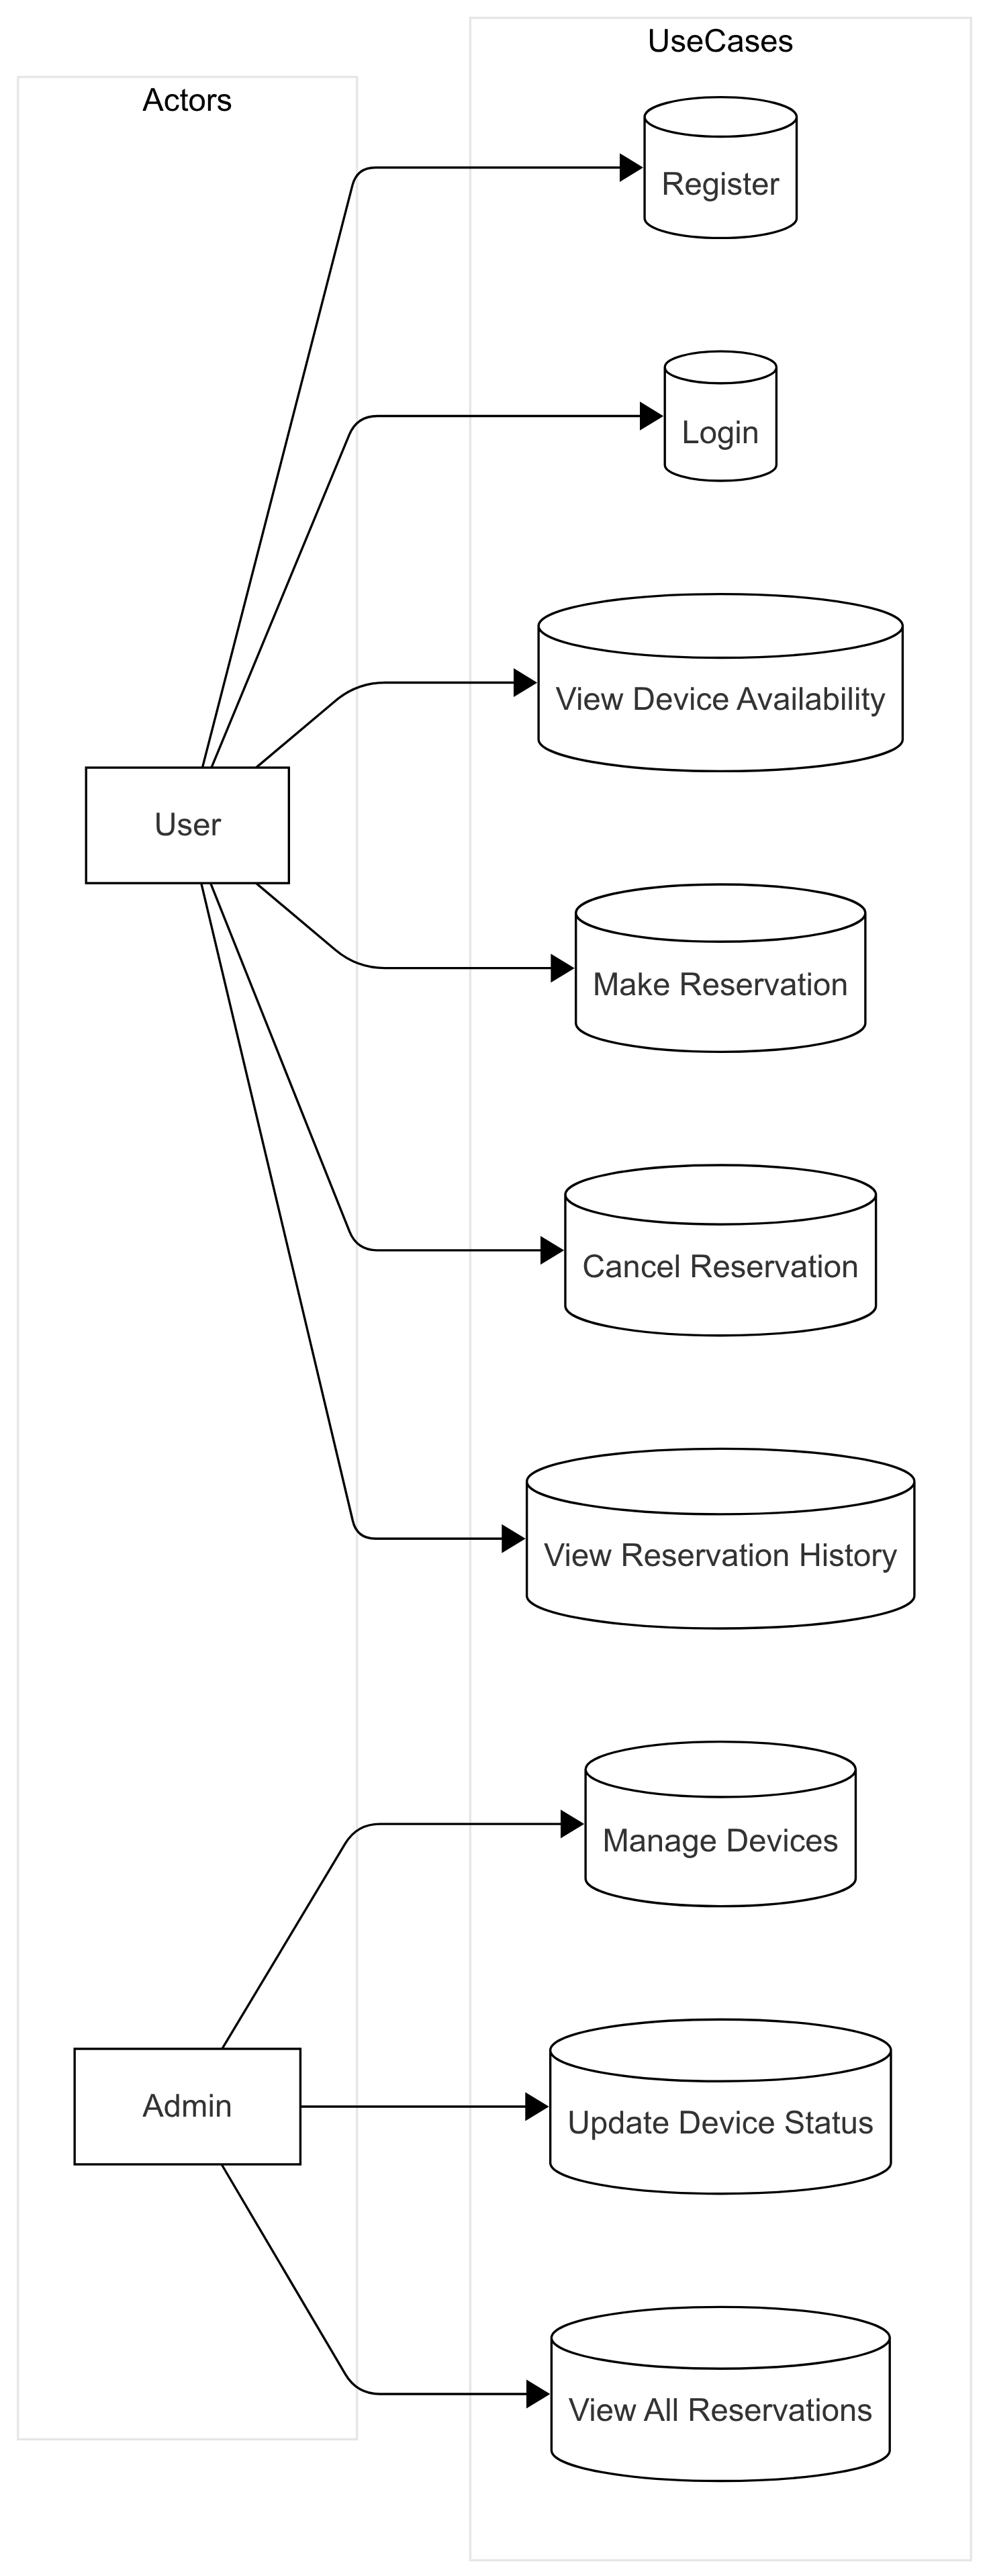 UseCases
Actors
Register
Login
View Device Availability
User
Make Reservation
Cancel Reservation
View Reservation History
Manage Devices
Admin
Update Device Status
View All Reservations